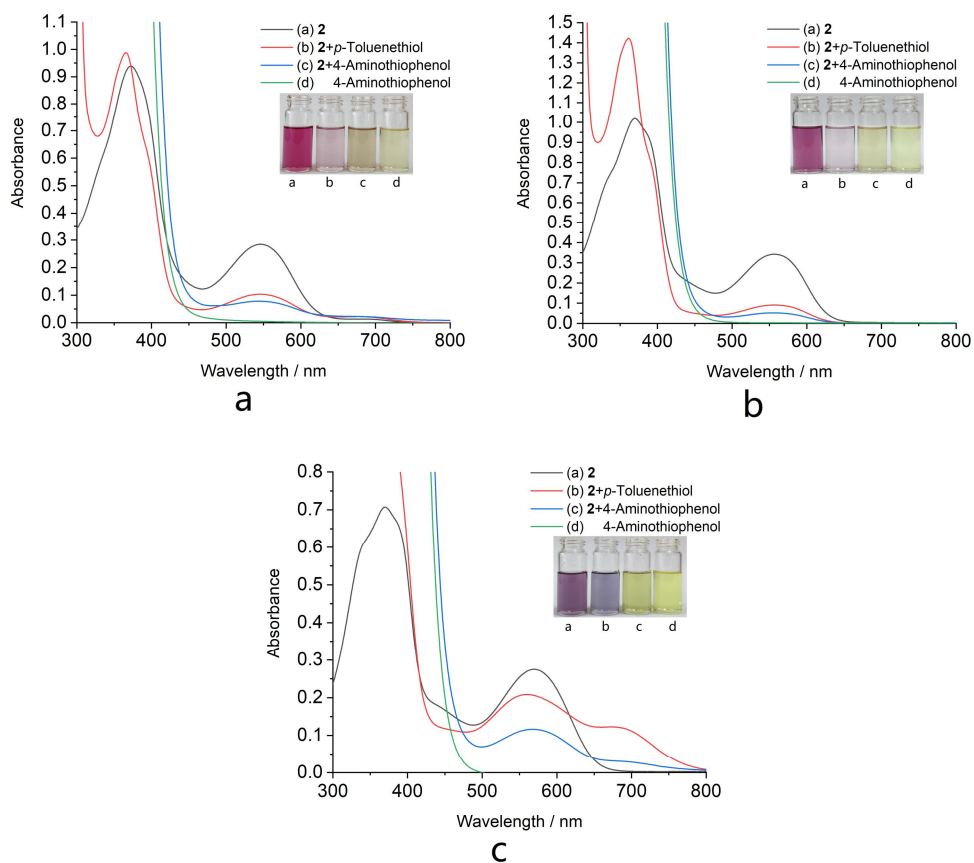 1.1
1.0
0.9
0.8
0.7
0.6
0.5
0.4
0.3
0.2
0.1
0.0
Absorbance
300 400 500 600 700 800
Wavelength / nm
(a) 2
(b) 2+p-Toluenethiol
(c) 2+4-Aminothiophenol
(d) 4-Aminothiophenol
a b c d
a
1.5
1.4
1.3
1.2
1.1
1.0
0.9
0.8
0.7
0.6
0.5
0.4
0.3
0.2
0.1
0.0
Absorbance
300 400 500 600 700 800
Wavelength / nm
(a) 2
(b) 2+p-Toluenethiol
(c) 2+4-Aminothiophenol
(d) 4-Aminothiophenol
a b c d
b
0.8
0.7
0.6
0.5
0.4
0.3
0.2
0.1
0.0
Absorbance
300 400 500 600 700 800
Wavelength / nm
(a) 2
(b) 2+p-Toluenethiol
(c) 2+4-Aminothiophenol
(d) 4-Aminothiophenol
a b c d
c